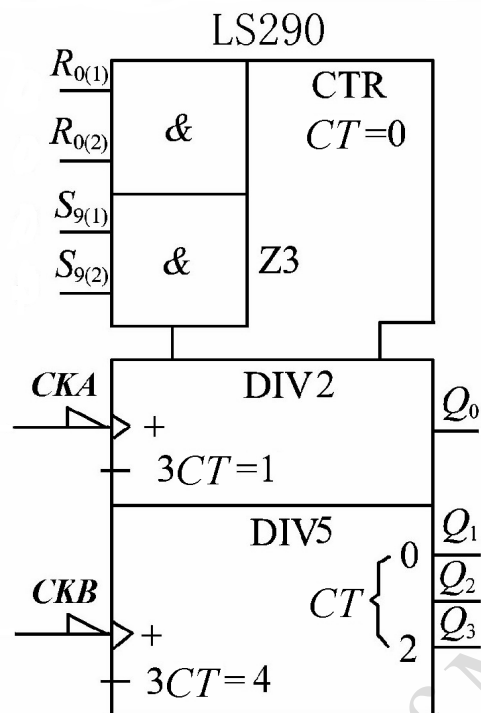 LS290
R0(1)
CTR
R0(2)
&
CT=0
S9(1)
S9(2)
&
Z3
CKA
DIV2
Q0
+
3CT=1
DIV5
Q1
0
CKB
CT
Q2
+
2
Q3
3CT=4